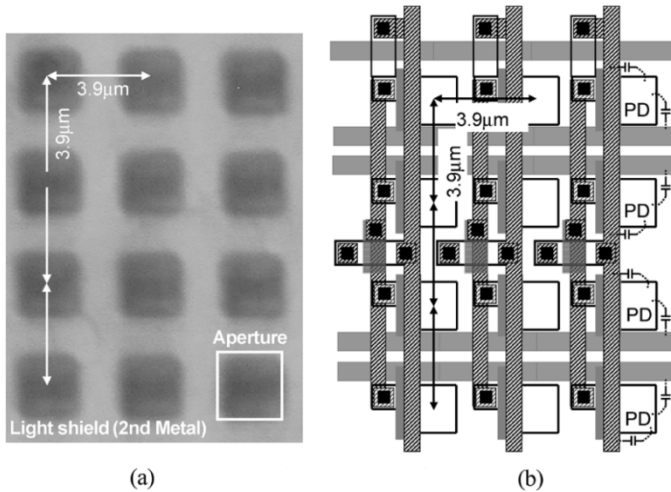 3.9μm
3.9μm
Aperture
Light shield (2nd Metal)
(a)
PD
3.9μm
3.9μm
PD
PD
PD
(b)